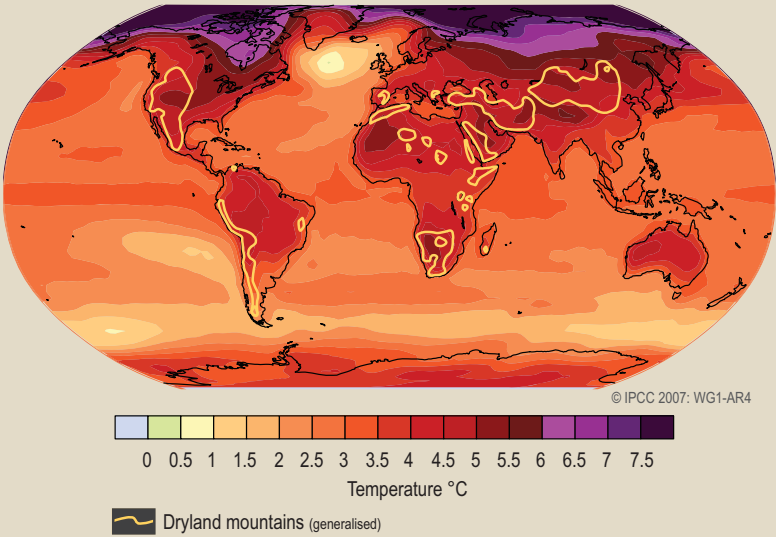 © IPCC 2007: WG1-AR4
0 0.5 1 1.5 2 2.5 3 3.5 4 4.5 5 5.5 6 6.5 7 7.5
Temperature °C
Dryland mountains (generalised)